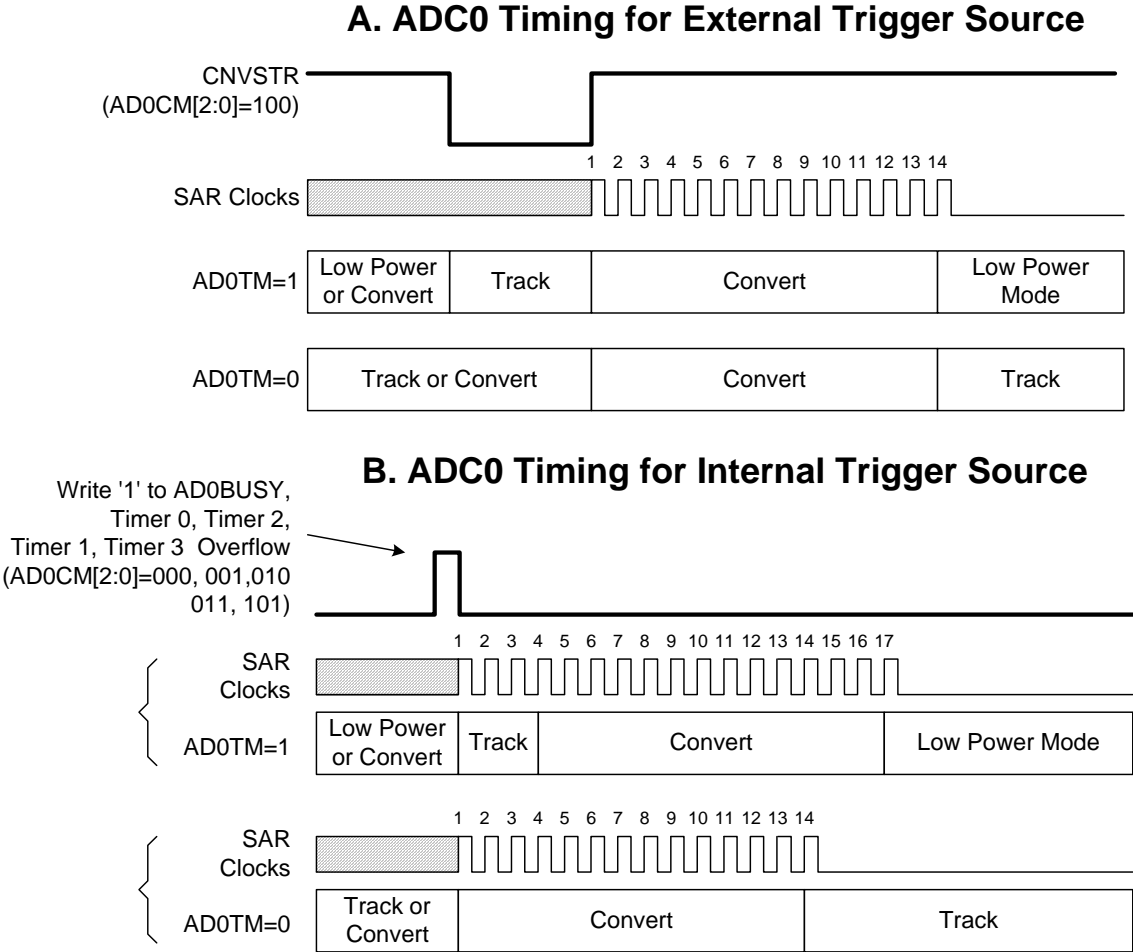 A. ADC0 Timing for External Trigger Source
CNVSTR
(AD0CM[2:0]=100)
1 2 3 4 5 6 7 8 9 10 11 12 13 14
SAR Clocks
AD0TM=1
Low Power
or Convert
Track
Convert
Low Power
Mode
AD0TM=0
Track or Convert
Convert
Track
B. ADC0 Timing for Internal Trigger Source
Write '1' to AD0BUSY,
Timer 0, Timer 2,
Timer 1, Timer 3 Overflow
(AD0CM[2:0]=000, 001,010
011, 101)
1 2 3 4 5 6 7 8 9 10 11 12 13 14 15 16 17
SAR
Clocks
AD0TM=1
Low Power
or Convert
Track
Convert
Low Power Mode
1 2 3 4 5 6 7 8 9 10 11 12 13 14
SAR
Clocks
AD0TM=0
Track or
Convert
Convert
Track